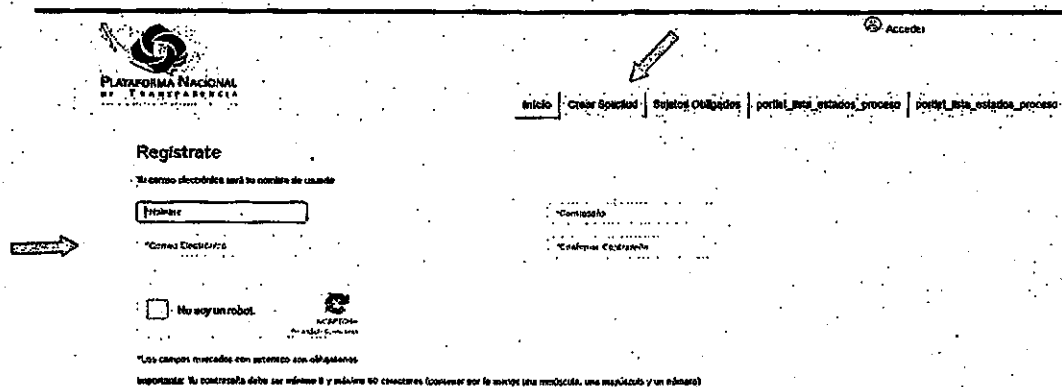 Acceder
PLATAFORMA NACIONAL
DE TRANSPARENCIA
Inicio | Crear Solicitud | Sujetos Obligados | portlet_lista_estados_proceso | portlet_lista_estados_proceso
Regístrate
Tu correo electrónico será tu nombre de usuario
*Nombre
*Contraseña
*Correo Electrónico
*Confirmar Contraseña
No soy un robot.
reCAPTCHA
*Los campos marcados con asterisco son obligatorios
Importante: Tu contraseña debe ser mínimo 8 y máximo 50 caracteres (contener por lo menos una minúscula, una mayúscula y un número)